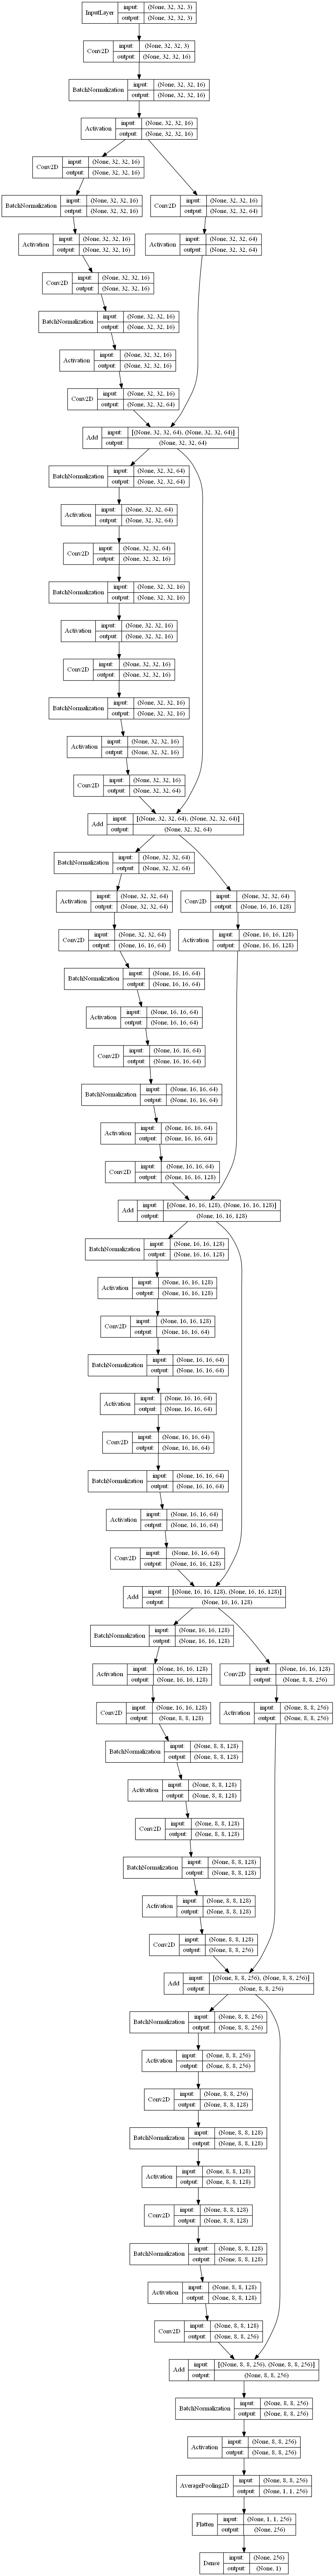 InputLayer input: (None, 32, 32, 3)
output: (None, 32, 32, 3)
Conv2D input: (None, 32, 32, 3)
output: (None, 32, 32, 16)
BatchNormalization input: (None, 32, 32, 16)
output: (None, 32, 32, 16)
Activation input: (None, 32, 32, 16)
output: (None, 32, 32, 16)
Conv2D input: (None, 32, 32, 16)
output: (None, 32, 32, 16)
BatchNormalization input: (None, 32, 32, 16)
output: (None, 32, 32, 16)
Conv2D input: (None, 32, 32, 16)
output: (None, 32, 32, 64)
Activation input: (None, 32, 32, 16)
output: (None, 32, 32, 16)
Activation input: (None, 32, 32, 64)
output: (None, 32, 32, 64)
Conv2D input: (None, 32, 32, 16)
output: (None, 32, 32, 16)
BatchNormalization input: (None, 32, 32, 16)
output: (None, 32, 32, 16)
Activation input: (None, 32, 32, 16)
output: (None, 32, 32, 16)
Conv2D input: (None, 32, 32, 16)
output: (None, 32, 32, 64)
Add input: [(None, 32, 32, 64), (None, 32, 32, 64)]
output: (None, 32, 32, 64)
BatchNormalization input: (None, 32, 32, 64)
output: (None, 32, 32, 64)
Activation input: (None, 32, 32, 64)
output: (None, 32, 32, 64)
Conv2D input: (None, 32, 32, 64)
output: (None, 32, 32, 16)
BatchNormalization input: (None, 32, 32, 16)
output: (None, 32, 32, 16)
Activation input: (None, 32, 32, 16)
output: (None, 32, 32, 16)
Conv2D input: (None, 32, 32, 16)
output: (None, 32, 32, 16)
BatchNormalization input: (None, 32, 32, 16)
output: (None, 32, 32, 16)
Activation input: (None, 32, 32, 16)
output: (None, 32, 32, 16)
Conv2D input: (None, 32, 32, 16)
output: (None, 32, 32, 64)
Add input: [(None, 32, 32, 64), (None, 32, 32, 64)]
output: (None, 32, 32, 64)
BatchNormalization input: (None, 32, 32, 64)
output: (None, 32, 32, 64)
Activation input: (None, 32, 32, 64)
output: (None, 32, 32, 64)
Conv2D input: (None, 32, 32, 64)
output: (None, 16, 16, 128)
Conv2D input: (None, 32, 32, 64)
output: (None, 16, 16, 64)
Activation input: (None, 16, 16, 128)
output: (None, 16, 16, 128)
BatchNormalization input: (None, 16, 16, 64)
output: (None, 16, 16, 64)
Activation input: (None, 16, 16, 64)
output: (None, 16, 16, 64)
Conv2D input: (None, 16, 16, 64)
output: (None, 16, 16, 64)
BatchNormalization input: (None, 16, 16, 64)
output: (None, 16, 16, 64)
Activation input: (None, 16, 16, 64)
output: (None, 16, 16, 64)
Conv2D input: (None, 16, 16, 64)
output: (None, 16, 16, 128)
Add input: [(None, 16, 16, 128), (None, 16, 16, 128)]
output: (None, 16, 16, 128)
BatchNormalization input: (None, 16, 16, 128)
output: (None, 16, 16, 128)
Activation input: (None, 16, 16, 128)
output: (None, 16, 16, 128)
Conv2D input: (None, 16, 16, 128)
output: (None, 16, 16, 64)
BatchNormalization input: (None, 16, 16, 64)
output: (None, 16, 16, 64)
Activation input: (None, 16, 16, 64)
output: (None, 16, 16, 64)
Conv2D input: (None, 16, 16, 64)
output: (None, 16, 16, 64)
BatchNormalization input: (None, 16, 16, 64)
output: (None, 16, 16, 64)
Activation input: (None, 16, 16, 64)
output: (None, 16, 16, 64)
Conv2D input: (None, 16, 16, 64)
output: (None, 16, 16, 128)
Add input: [(None, 16, 16, 128), (None, 16, 16, 128)]
output: (None, 16, 16, 128)
BatchNormalization input: (None, 16, 16, 128)
output: (None, 16, 16, 128)
Activation input: (None, 16, 16, 128)
output: (None, 16, 16, 128)
Conv2D input: (None, 16, 16, 128)
output: (None, 8, 8, 256)
Conv2D input: (None, 16, 16, 128)
output: (None, 8, 8, 128)
Activation input: (None, 8, 8, 256)
output: (None, 8, 8, 256)
BatchNormalization input: (None, 8, 8, 128)
output: (None, 8, 8, 128)
Activation input: (None, 8, 8, 128)
output: (None, 8, 8, 128)
Conv2D input: (None, 8, 8, 128)
output: (None, 8, 8, 128)
BatchNormalization input: (None, 8, 8, 128)
output: (None, 8, 8, 128)
Activation input: (None, 8, 8, 128)
output: (None, 8, 8, 128)
Conv2D input: (None, 8, 8, 128)
output: (None, 8, 8, 256)
Add input: [(None, 8, 8, 256), (None, 8, 8, 256)]
output: (None, 8, 8, 256)
BatchNormalization input: (None, 8, 8, 256)
output: (None, 8, 8, 256)
Activation input: (None, 8, 8, 256)
output: (None, 8, 8, 256)
Conv2D input: (None, 8, 8, 256)
output: (None, 8, 8, 128)
BatchNormalization input: (None, 8, 8, 128)
output: (None, 8, 8, 128)
Activation input: (None, 8, 8, 128)
output: (None, 8, 8, 128)
Conv2D input: (None, 8, 8, 128)
output: (None, 8, 8, 128)
BatchNormalization input: (None, 8, 8, 128)
output: (None, 8, 8, 128)
Activation input: (None, 8, 8, 128)
output: (None, 8, 8, 128)
Conv2D input: (None, 8, 8, 128)
output: (None, 8, 8, 256)
Add input: [(None, 8, 8, 256), (None, 8, 8, 256)]
output: (None, 8, 8, 256)
BatchNormalization input: (None, 8, 8, 256)
output: (None, 8, 8, 256)
Activation input: (None, 8, 8, 256)
output: (None, 8, 8, 256)
AveragePooling2D input: (None, 8, 8, 256)
output: (None, 1, 1, 256)
Flatten input: (None, 1, 1, 256)
output: (None, 256)
Dense input: (None, 256)
output: (None, 1)